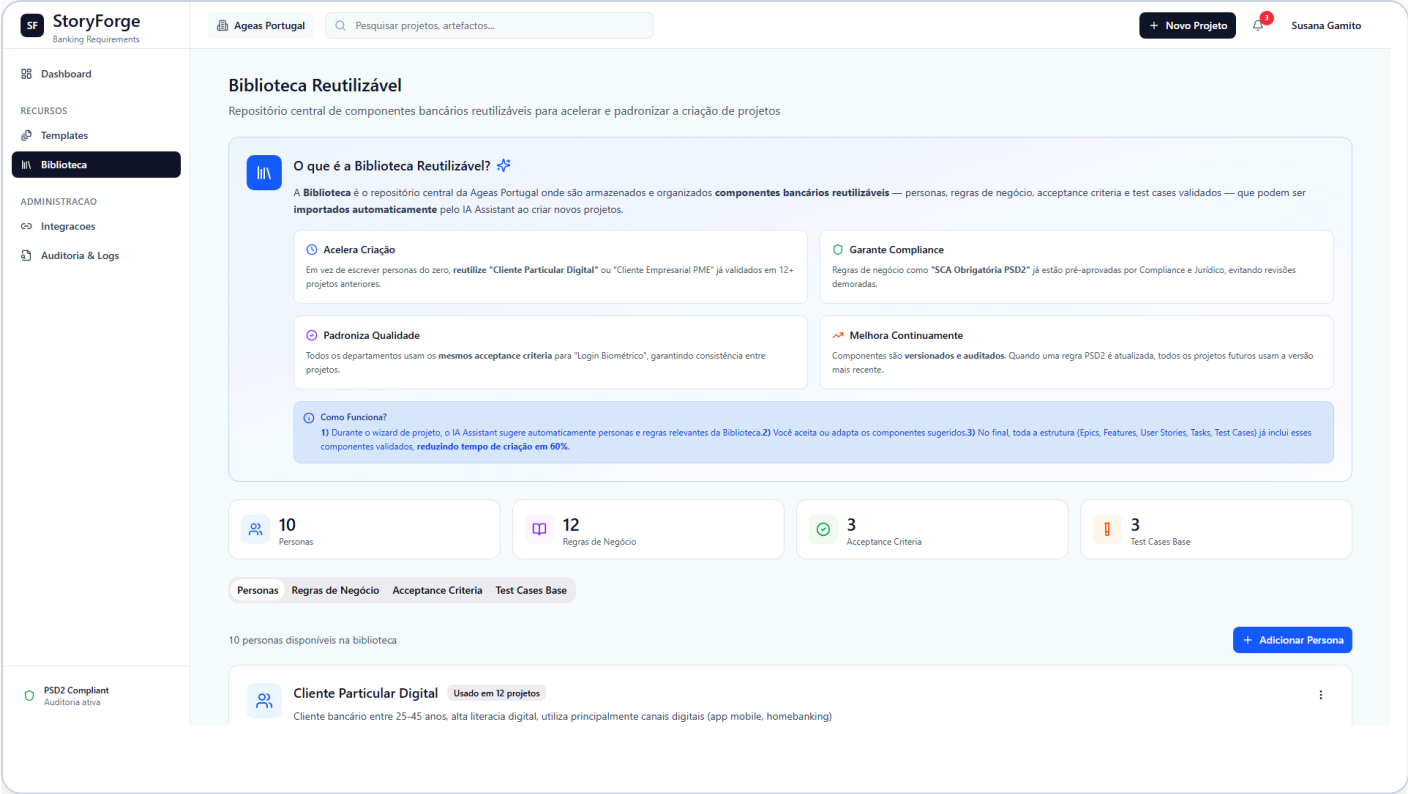 SF
StoryForge
Banking Requirements
Ageas Portugal
Pesquisar projetos, artefactos...
Novo Projeto
3
Susana Gamito
Dashboard
RECURSOS
Templates
Biblioteca
ADMINISTRACAO
Integracoes
Auditoria & Logs
PSD2 Compliant
Auditoria ativa
Biblioteca Reutilizável
Repositório central de componentes bancários reutilizáveis para acelerar e padronizar a criação de projetos
O que é a Biblioteca Reutilizável?
A Biblioteca é o repositório central da Ageas Portugal onde são armazenados e organizados componentes bancários reutilizáveis — personas, regras de negócio, acceptance criteria e test cases validados — que podem ser
importados automaticamente pelo IA Assistant ao criar novos projetos.
Acelera Criação
Em vez de escrever personas do zero, reutilize "Cliente Particular Digital" ou "Cliente Empresarial PME" já validados em 12+
projetos anteriores.
Garante Compliance
Regras de negócio como "SCA Obrigatória PSD2" já estão pré-aprovadas por Compliance e Jurídico, evitando revisões
demoradas.
Padroniza Qualidade
Todos os departamentos usam os mesmos acceptance criteria para "Login Biométrico", garantindo consistência entre
projetos.
Melhora Continuamente
Componentes são versionados e auditados. Quando uma regra PSD2 é atualizada, todos os projetos futuros usam a versão
mais recente.
Como Funciona?
1) Durante o wizard de projeto, o IA Assistant sugere automaticamente personas e regras relevantes da Biblioteca.2) Você aceita ou adapta os componentes sugeridos.3) No final, toda a estrutura (Epics, Features, User Stories, Tasks, Test Cases) já inclui esses
componentes validados, reduzindo tempo de criação em 60%.
10
Personas
12
Regras de Negócio
3
Acceptance Criteria
3
Test Cases Base
Personas Regras de Negócio Acceptance Criteria Test Cases Base
10 personas disponíveis na biblioteca
Adicionar Persona
Cliente Particular Digital
Usado em 12 projetos
Cliente bancário entre 25-45 anos, alta literacia digital, utiliza principalmente canais digitais (app mobile, homebanking)